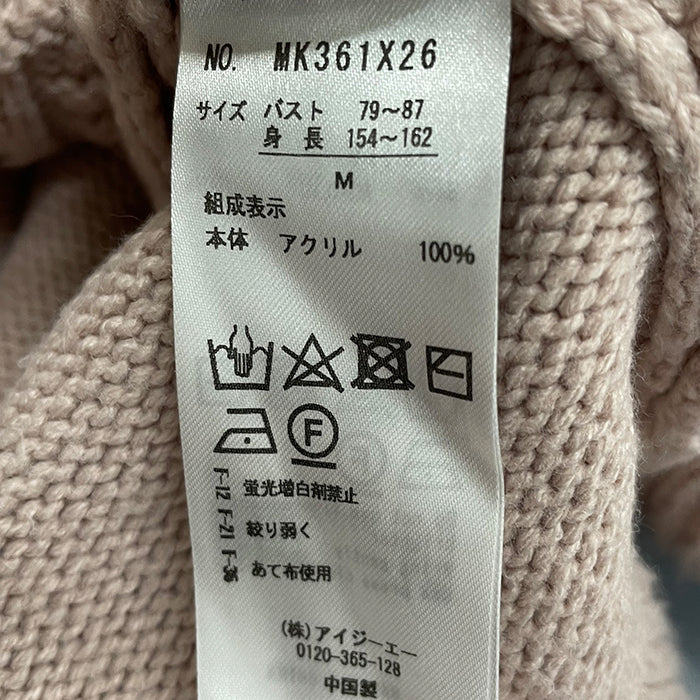 NO. MK361X26
サイズ バスト 79～87
身長 154～162
M
組成表示
本体 アクリル 100%
F
F-12 蛍光増白剤禁止
F-21 絞り弱く
あて布使用
(株)アイジーエー
0120-365-128
中国製